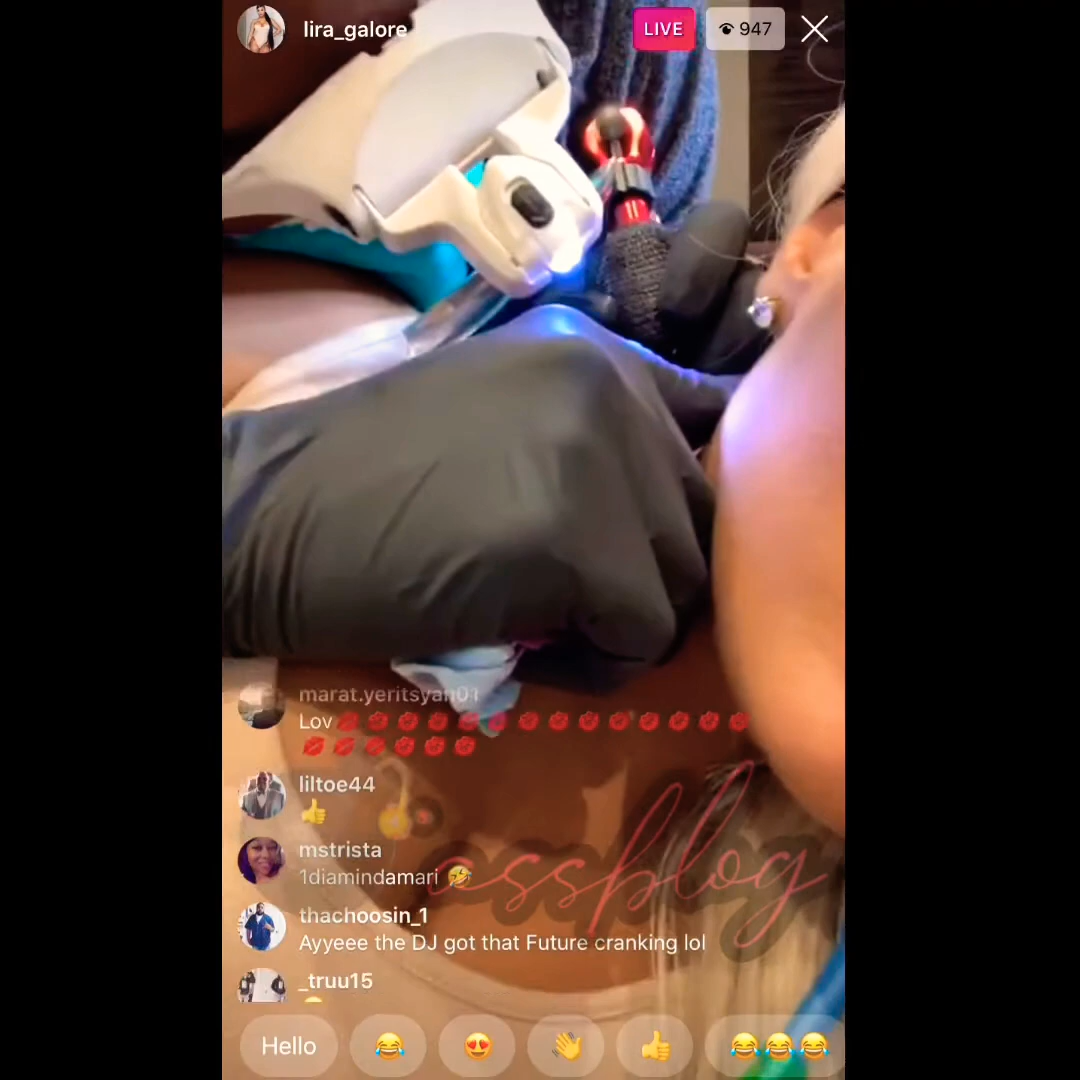 lira_galore
LIVE
947
marat.yeritsyan01
Lov💋💋💋💋💋💋💋💋💋💋💋💋💋💋
💋💋💋💋💋💋
liltoe44
👍
mstrista
1diamindamari 🤣
thachoosin_1
Ayyeee the DJ got that Future cranking lol
_truu15
Hello
😂
😍
👋
👍
😂😂😂